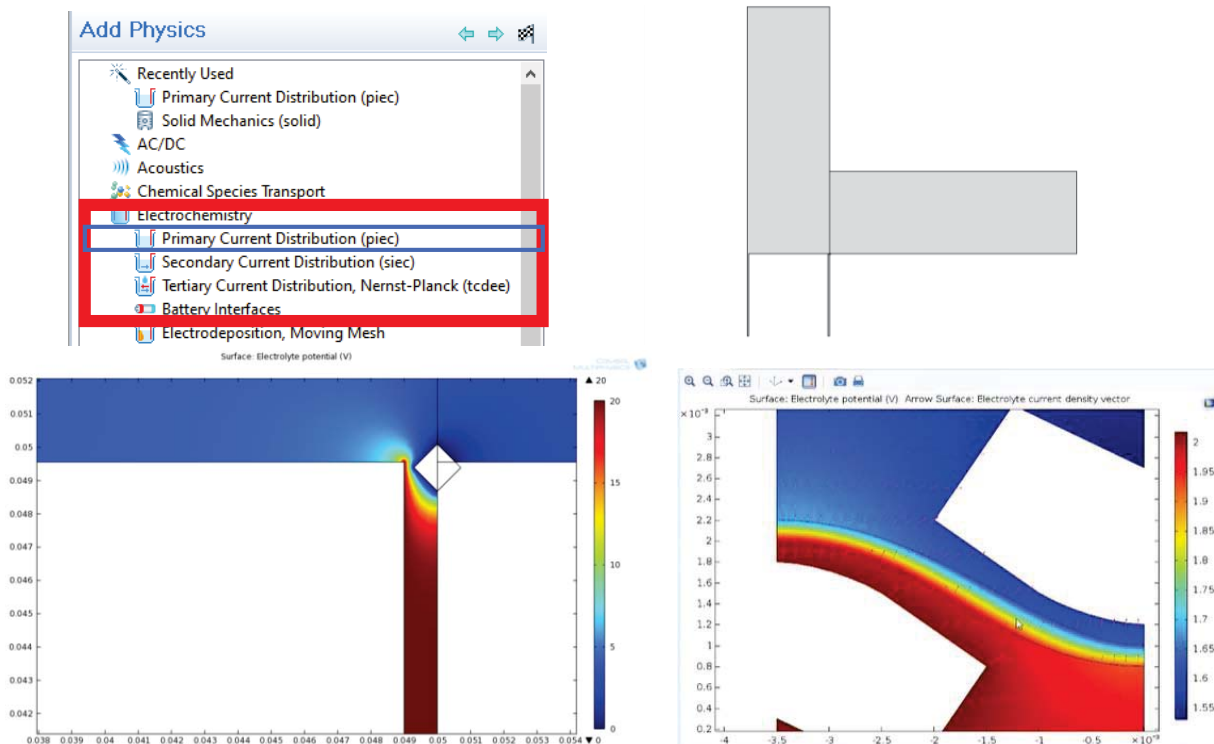 Add Physics
Recently Used
Primary Current Distribution (piec)
Solid Mechanics (solid)
AC/DC
Acoustics
Chemical Species Transport
Electrochemistry
Primary Current Distribution (piec)
Secondary Current Distribution (siec)
Tertiary Current Distribution, Nernst-Planck (tcdee)
Battery Interfaces
Electrodeposition, Moving Mesh
Surface: Electrolyte potential (V)
▲ 20
0.052
0.051
0.05
0.049
0.048
0.047
0.046
0.045
0.044
0.043
0.042
0.038 0.039 0.04 0.041 0.042 0.043 0.044 0.045 0.046 0.047 0.048 0.049 0.05 0.051 0.052 0.053 0.054
20
15
10
5
0
▼ 0
Surface: Electrolyte potential (V) Arrow Surface: Electrolyte current density vector
×10⁻³
3
2.8
2.6
2.4
2.2
2
1.8
1.6
1.4
1.2
1
0.8
0.6
0.4
0.2
-4 -3.5 -3 -2.5 -2 -1.5 -1 -0.5 ×10⁻³
2
1.95
1.9
1.85
1.8
1.75
1.7
1.65
1.6
1.55